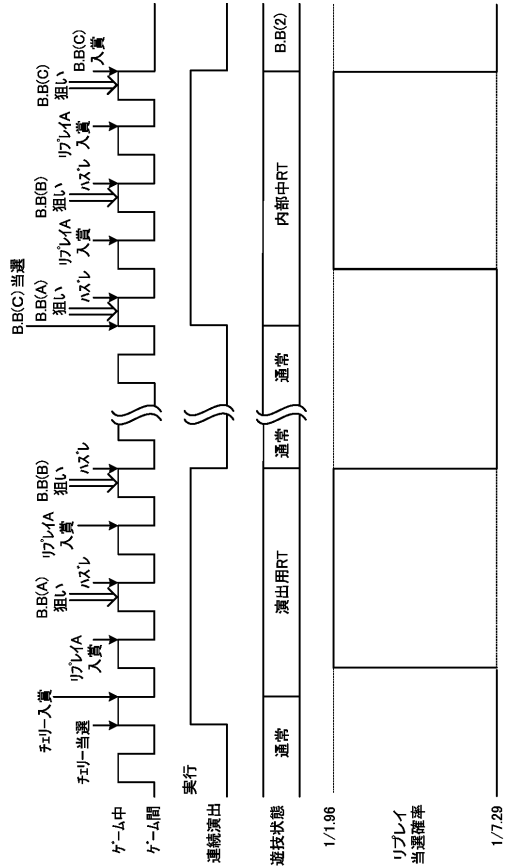 チェリー当選
チェリー入賞
リプレイA
入賞
B.B(A)
狙い
ハズレ
リプレイA
入賞
B.B(B)
狙い
ハズレ
B.B(C)当選
B.B(A)
狙い
ハズレ
リプレイA
入賞
B.B(B)
狙い
ハズレ
リプレイA
入賞
B.B(C)
狙い
B.B(C)
入賞
ゲーム中
ゲーム間
実行
連続演出
遊技状態
通常
演出用RT
通常
通常
内部中RT
B.B(2)
1/1.96
リプレイ
当選確率
1/7.29